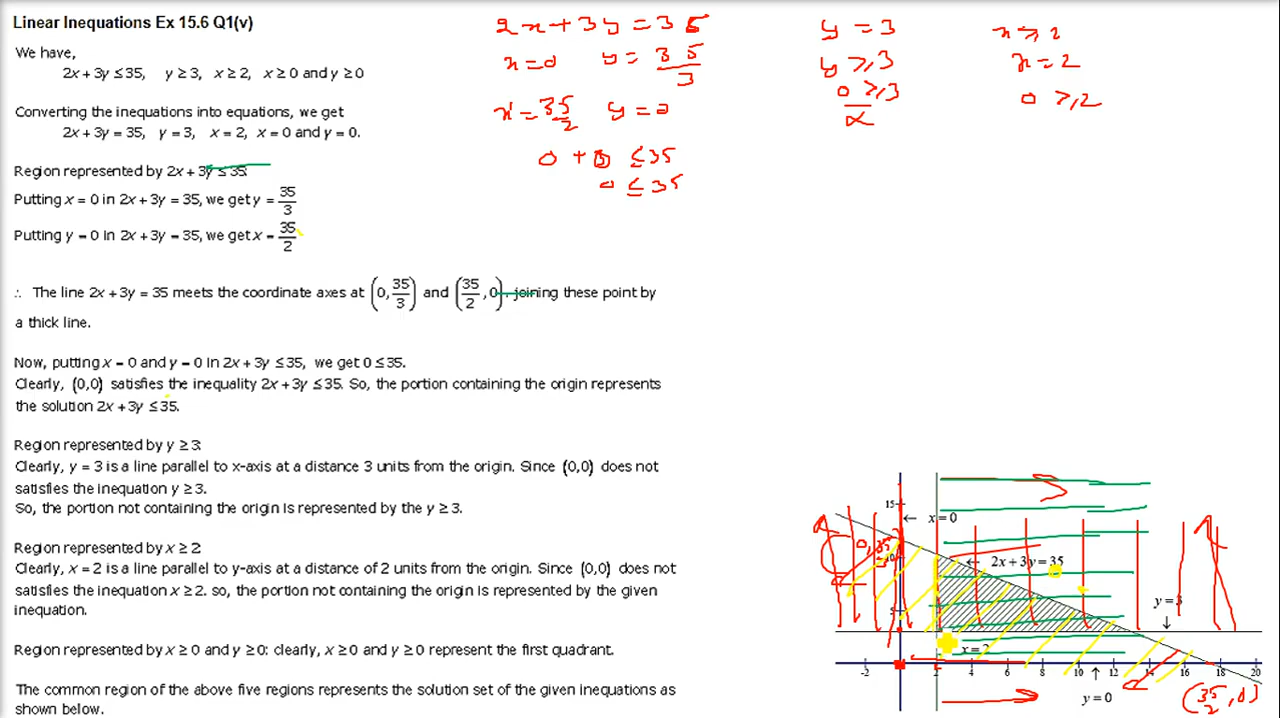 Linear Inequations Ex 15.6 Q1(v)
We have,
2x + 3y ≤ 35, y ≥ 3, x ≥ 2, x ≥ 0 and y ≥ 0
Converting the inequations into equations, we get
2x + 3y = 35, y = 3, x = 2, x = 0 and y = 0.
Region represented by 2x + 3y ≤ 35:
Putting x = 0 in 2x + 3y = 35, we get y = 35/3
Putting y = 0 in 2x + 3y = 35, we get x = 35/2
∴ The line 2x + 3y = 35 meets the coordinate axes at (0, 35/3) and (35/2, 0), joining these point by
a thick line.
Now, putting x = 0 and y = 0 in 2x + 3y ≤ 35, we get 0 ≤ 35.
Clearly, (0,0) satisfies the inequality 2x + 3y ≤ 35. So, the portion containing the origin represents
the solution 2x + 3y ≤ 35.
Region represented by y ≥ 3:
Clearly, y = 3 is a line parallel to x-axis at a distance 3 units from the origin. Since (0,0) does not
satisfies the inequation y ≥ 3.
So, the portion not containing the origin is represented by the y ≥ 3.
Region represented by x ≥ 2
Clearly, x = 2 is a line parallel to y-axis at a distance of 2 units from the origin. Since (0,0) does not
satisfies the inequation x ≥ 2. so, the portion not containing the origin is represented by the given
inequation.
Region represented by x ≥ 0 and y ≥ 0: clearly, x ≥ 0 and y ≥ 0 represent the first quadrant.
The common region of the above five regions represents the solution set of the given inequations as
shown below.
2x + 3y = 35
x = 0 y = 35/3
x = 35/2 y = 0
0 + 0 ≤ 35
0 ≤ 35
y = 3
y ≥ 3
0 ≥ 3
x ≥ 2
x = 2
0 ≥ 2
15
← x = 0
0, 35/3
10
← 2x + 3y = 35
5
y = 3
↓
x = 2
-2 2 4 6 8 10 12 14 16 18 20
↑
y = 0
(35/2, 0)